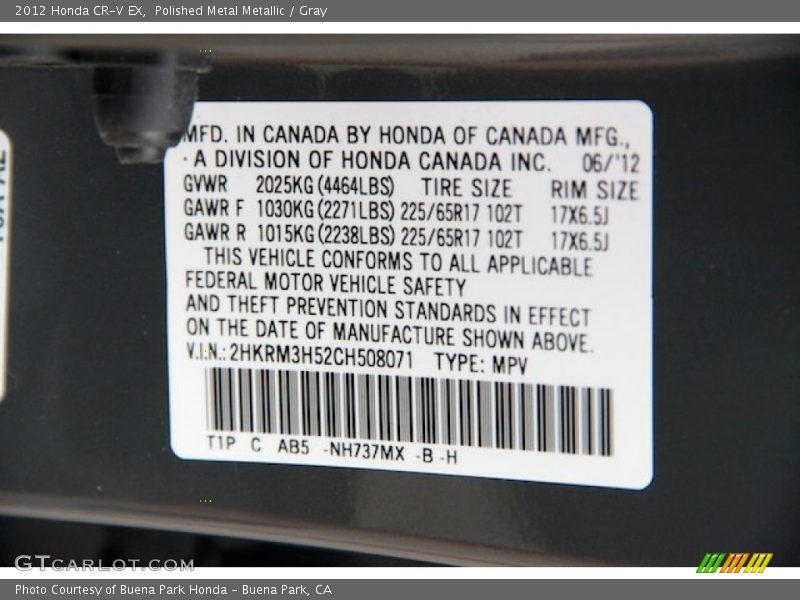 2012 Honda CR-V EX, Polished Metal Metallic / Gray
MFD. IN CANADA BY HONDA OF CANADA MFG.,
· A DIVISION OF HONDA CANADA INC. 06/'12
GVWR 2025KG(4464LBS) TIRE SIZE RIM SIZE
GAWR F 1030KG(2271LBS) 225/65R17 102T 17X6.5J
GAWR R 1015KG(2238LBS) 225/65R17 102T 17X6.5J
THIS VEHICLE CONFORMS TO ALL APPLICABLE
FEDERAL MOTOR VEHICLE SAFETY
AND THEFT PREVENTION STANDARDS IN EFFECT
ON THE DATE OF MANUFACTURE SHOWN ABOVE.
V.I.N.: 2HKRM3H52CH508071 TYPE: MPV
T1P C AB5 -NH737MX -B -H
GTCARLOT.COM
Photo Courtesy of Buena Park Honda - Buena Park, CA